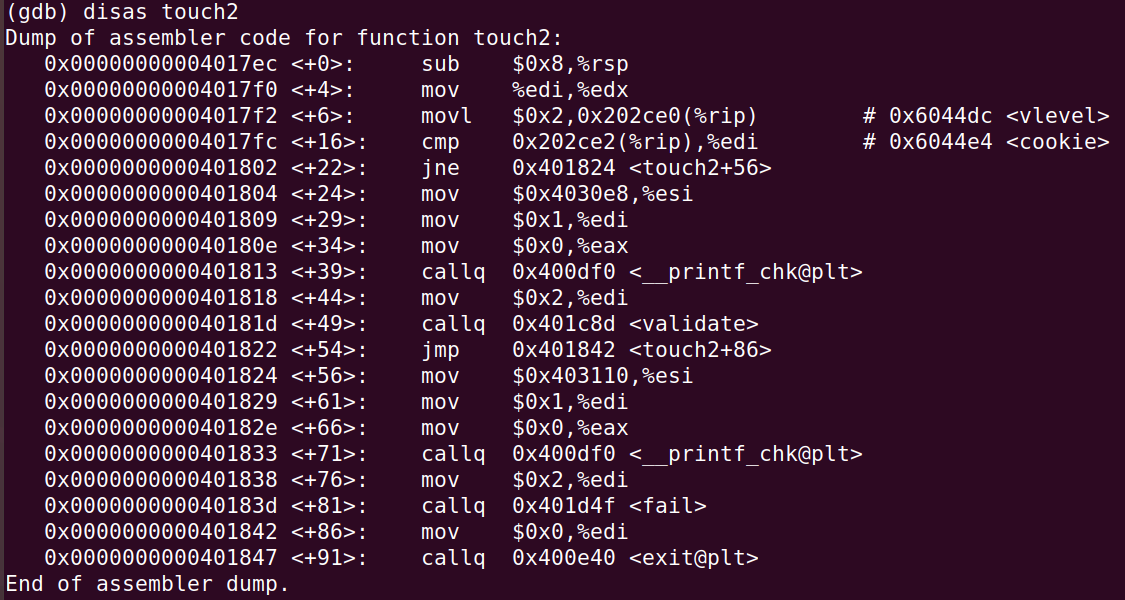 (gdb) disas touch2
Dump of assembler code for function touch2:
   0x00000000004017ec <+0>:     sub    $0x8,%rsp
   0x00000000004017f0 <+4>:     mov    %edi,%edx
   0x00000000004017f2 <+6>:     movl   $0x2,0x202ce0(%rip)        # 0x6044dc <vlevel>
   0x00000000004017fc <+16>:    cmp    0x202ce2(%rip),%edi        # 0x6044e4 <cookie>
   0x0000000000401802 <+22>:    jne    0x401824 <touch2+56>
   0x0000000000401804 <+24>:    mov    $0x4030e8,%esi
   0x0000000000401809 <+29>:    mov    $0x1,%edi
   0x000000000040180e <+34>:    mov    $0x0,%eax
   0x0000000000401813 <+39>:    callq  0x400df0 <__printf_chk@plt>
   0x0000000000401818 <+44>:    mov    $0x2,%edi
   0x000000000040181d <+49>:    callq  0x401c8d <validate>
   0x0000000000401822 <+54>:    jmp    0x401842 <touch2+86>
   0x0000000000401824 <+56>:    mov    $0x403110,%esi
   0x0000000000401829 <+61>:    mov    $0x1,%edi
   0x000000000040182e <+66>:    mov    $0x0,%eax
   0x0000000000401833 <+71>:    callq  0x400df0 <__printf_chk@plt>
   0x0000000000401838 <+76>:    mov    $0x2,%edi
   0x000000000040183d <+81>:    callq  0x401d4f <fail>
   0x0000000000401842 <+86>:    mov    $0x0,%edi
   0x0000000000401847 <+91>:    callq  0x400e40 <exit@plt>
End of assembler dump.